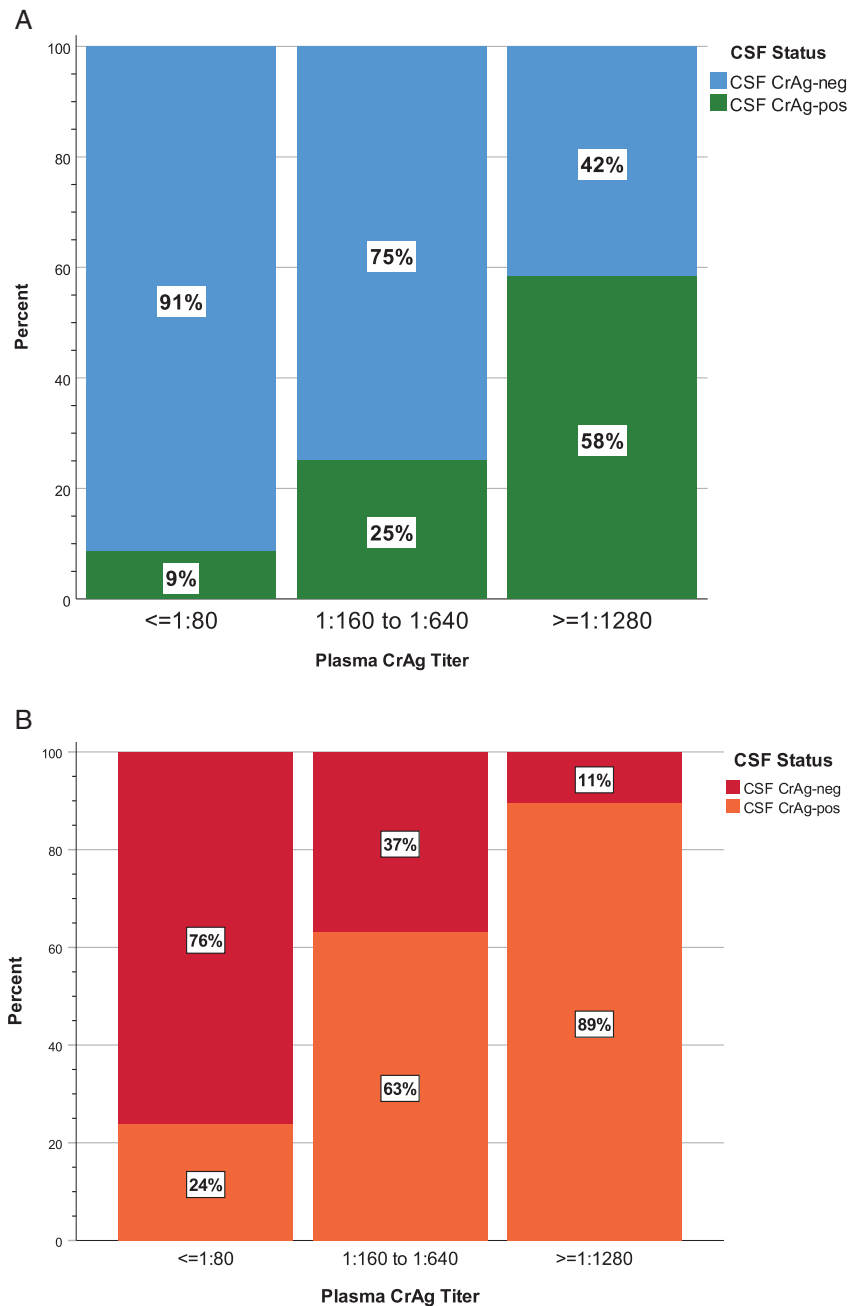 A
CSF Status
CSF CrAg-neg
CSF CrAg-pos
100
80
60
40
20
0
Percent
91%
9%
75%
25%
42%
58%
<=1:80
1:160 to 1:640
>=1:1280
Plasma CrAg Titer
B
CSF Status
CSF CrAg-neg
CSF CrAg-pos
100
80
60
40
20
0
Percent
76%
24%
37%
63%
11%
89%
<=1:80
1:160 to 1:640
>=1:1280
Plasma CrAg Titer